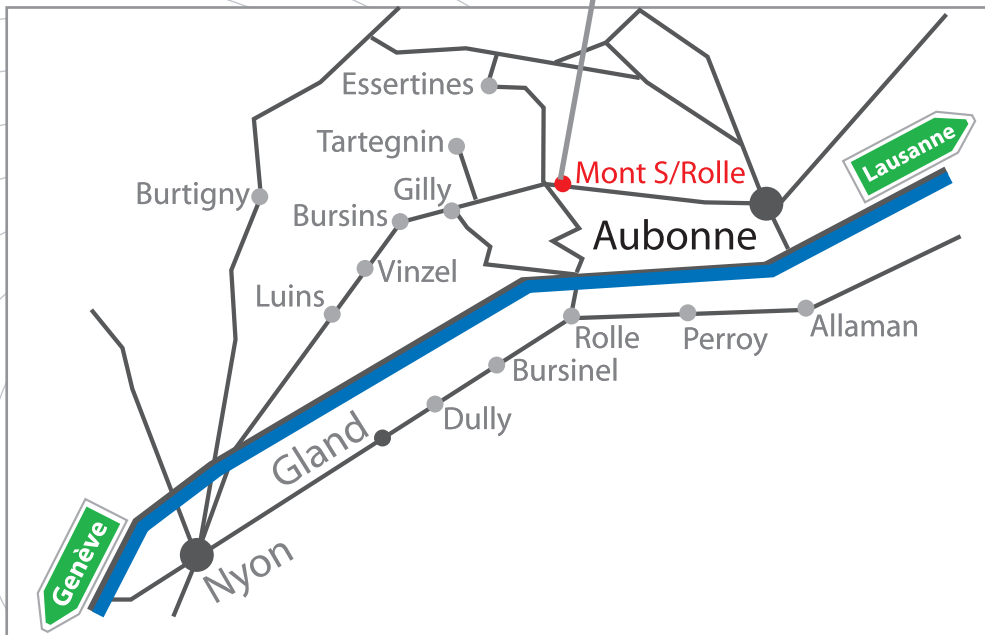 Essertines
Tartegnin
Lausanne
Mont S/Rolle
Gilly
Burtigny
Bursins
Aubonne
Vinzel
Luins
Allaman
Rolle
Perroy
Bursinel
Dully
Gland
Genève
Nyon